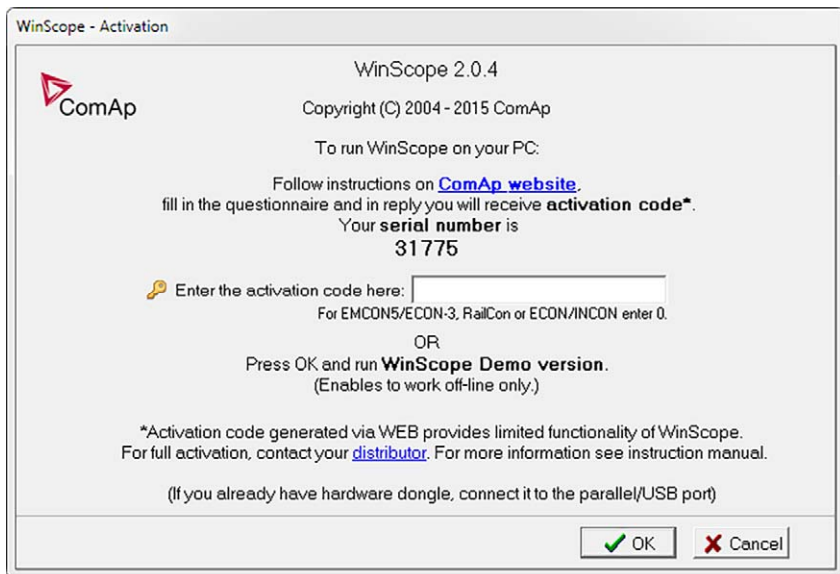 WinScope - Activation
ComAp
WinScope 2.0.4
Copyright (C) 2004 - 2015 ComAp
To run WinScope on your PC:
Follow instructions on ComAp website,
fill in the questionnaire and in reply you will receive activation code*.
Your serial number is
31775
Enter the activation code here:
For EMCON5/ECON-3, RailCon or ECON/INCON enter 0.
OR
Press OK and run WinScope Demo version.
(Enables to work off-line only.)
*Activation code generated via WEB provides limited functionality of WinScope.
For full activation, contact your distributor. For more information see instruction manual.
(If you already have hardware dongle, connect it to the parallel/USB port)
OK Cancel